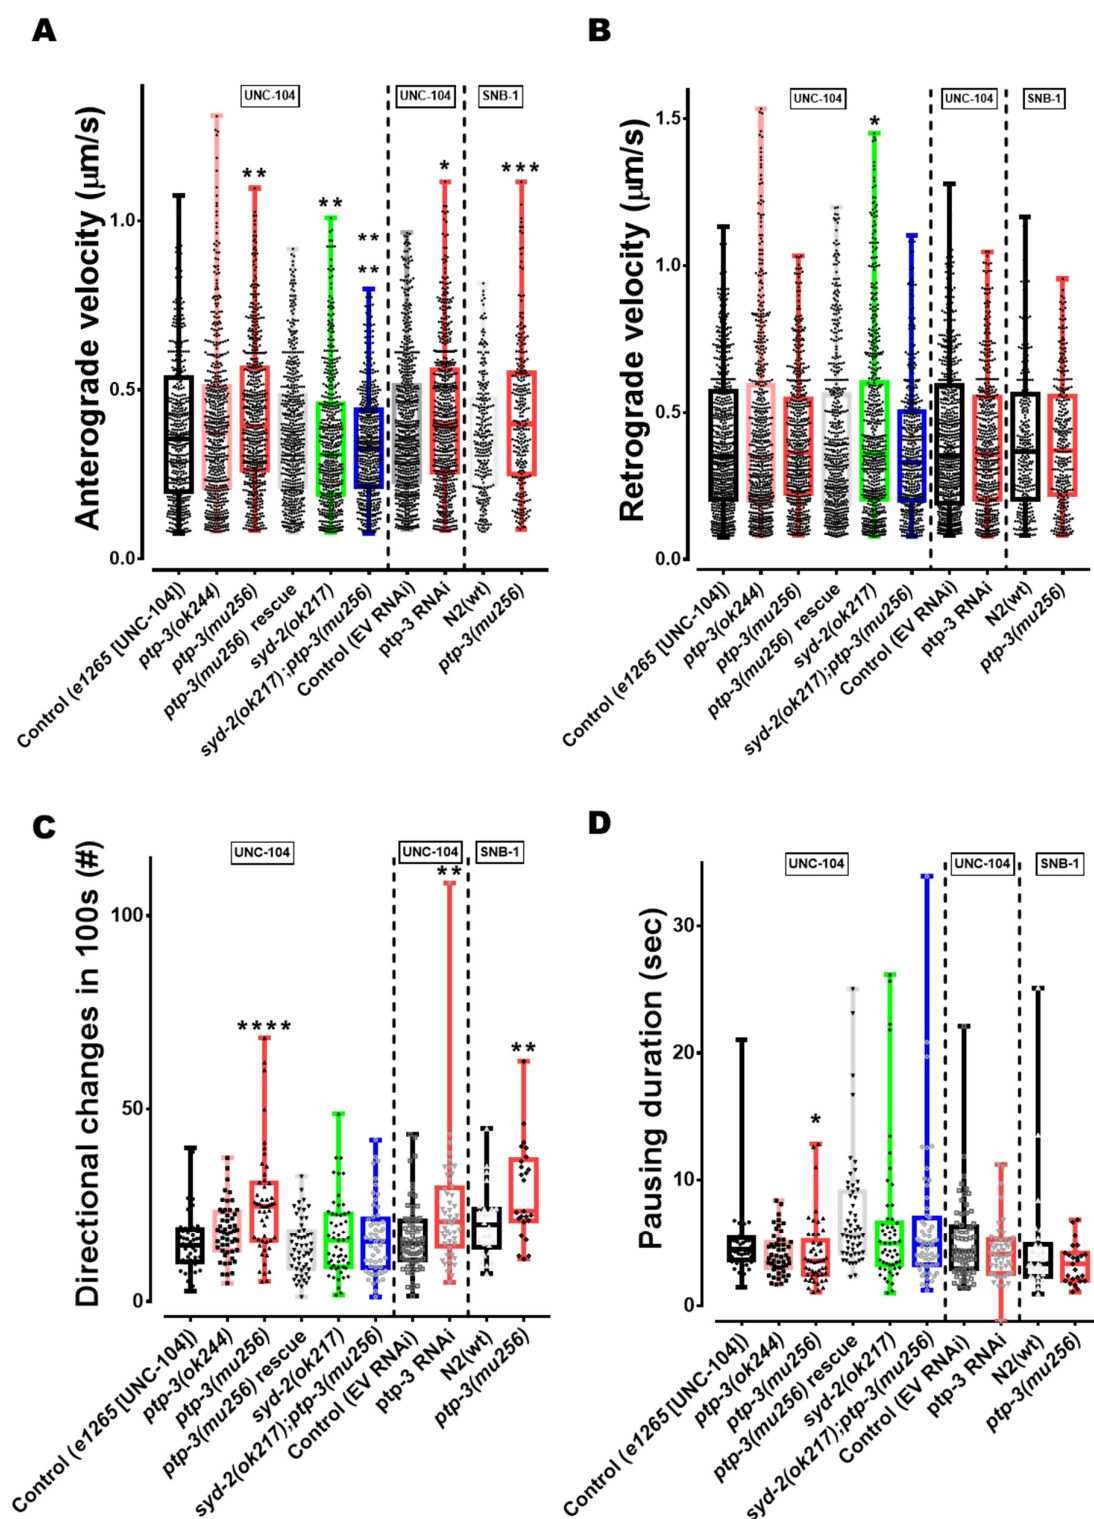 A
UNC-104
UNC-104
SNB-1
Anterograde velocity (μm/s)
1.0
0.5
0.0
**
**
**
**
*
***
Control (e1265 [UNC-104])
ptp-3(ok244)
ptp-3(mu256)
ptp-3(mu256) rescue
syd-2(ok217)
syd-2(ok217);ptp-3(mu256)
Control (EV RNAi)
ptp-3 RNAi
N2(wt)
ptp-3(mu256)
B
UNC-104
UNC-104
SNB-1
Retrograde velocity (μm/s)
1.5
1.0
0.5
0.0
*
Control (e1265 [UNC-104])
ptp-3(ok244)
ptp-3(mu256)
ptp-3(mu256) rescue
syd-2(ok217)
syd-2(ok217);ptp-3(mu256)
Control (EV RNAi)
ptp-3 RNAi
N2(wt)
ptp-3(mu256)
C
UNC-104
UNC-104
SNB-1
Directional changes in 100s (#)
100
50
0
****
**
**
Control (e1265 [UNC-104])
ptp-3(ok244)
ptp-3(mu256)
ptp-3(mu256) rescue
syd-2(ok217)
syd-2(ok217);ptp-3(mu256)
Control (EV RNAi)
ptp-3 RNAi
N2(wt)
ptp-3(mu256)
D
UNC-104
UNC-104
SNB-1
Pausing duration (sec)
30
20
10
0
*
Control (e1265 [UNC-104])
ptp-3(ok244)
ptp-3(mu256)
ptp-3(mu256) rescue
syd-2(ok217)
syd-2(ok217);ptp-3(mu256)
Control (EV RNAi)
ptp-3 RNAi
N2(wt)
ptp-3(mu256)